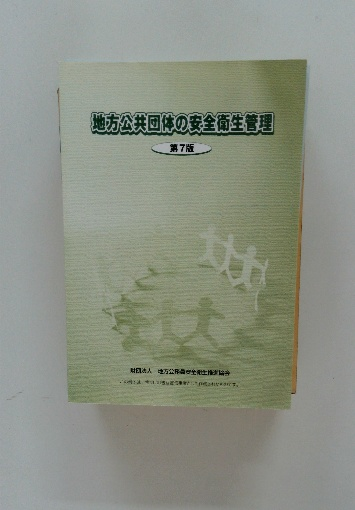 地方公共団体の安全衛生管理
第7版
財団法人 地方公務員安全衛生推進協会